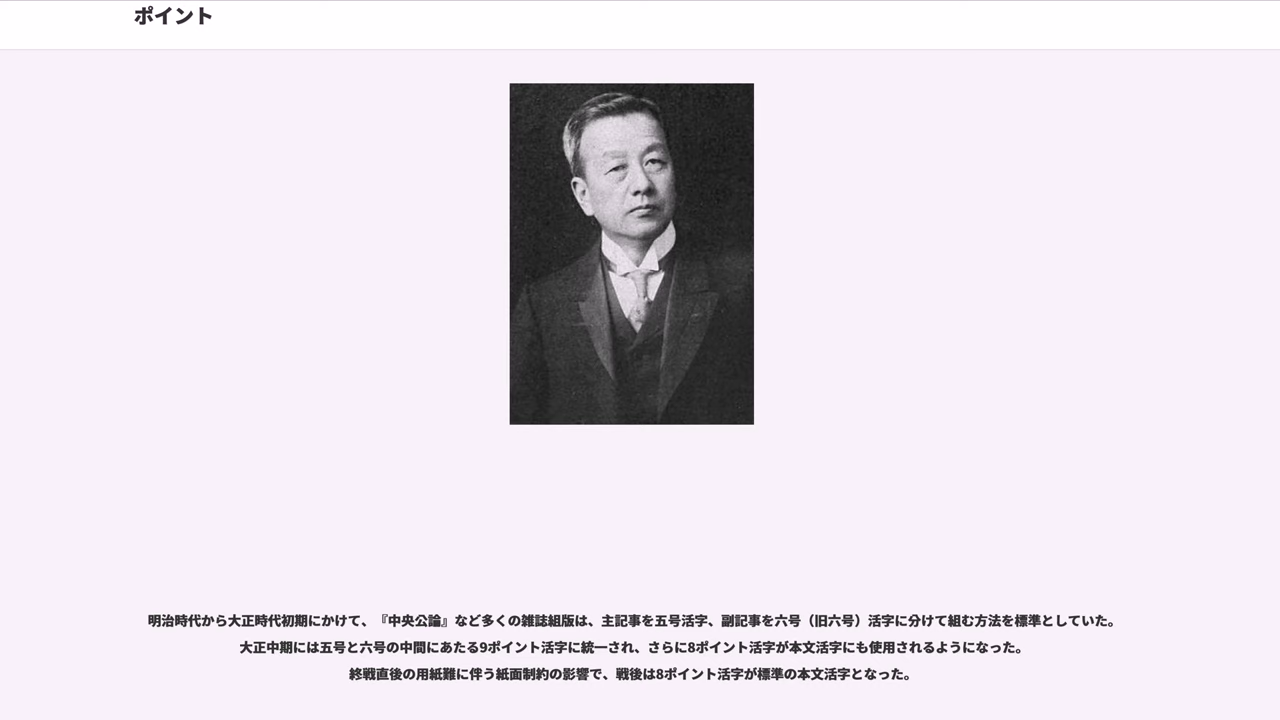 ポイント
明治時代から大正時代初期にかけて、『中央公論』など多くの雑誌組版は、主記事を五号活字、副記事を六号（旧六号）活字に分けて組む方法を標準としていた。
大正中期には五号と六号の中間にあたる9ポイント活字に統一され、さらに8ポイント活字が本文活字にも使用されるようになった。
終戦直後の用紙難に伴う紙面制約の影響で、戦後は8ポイント活字が標準の本文活字となった。